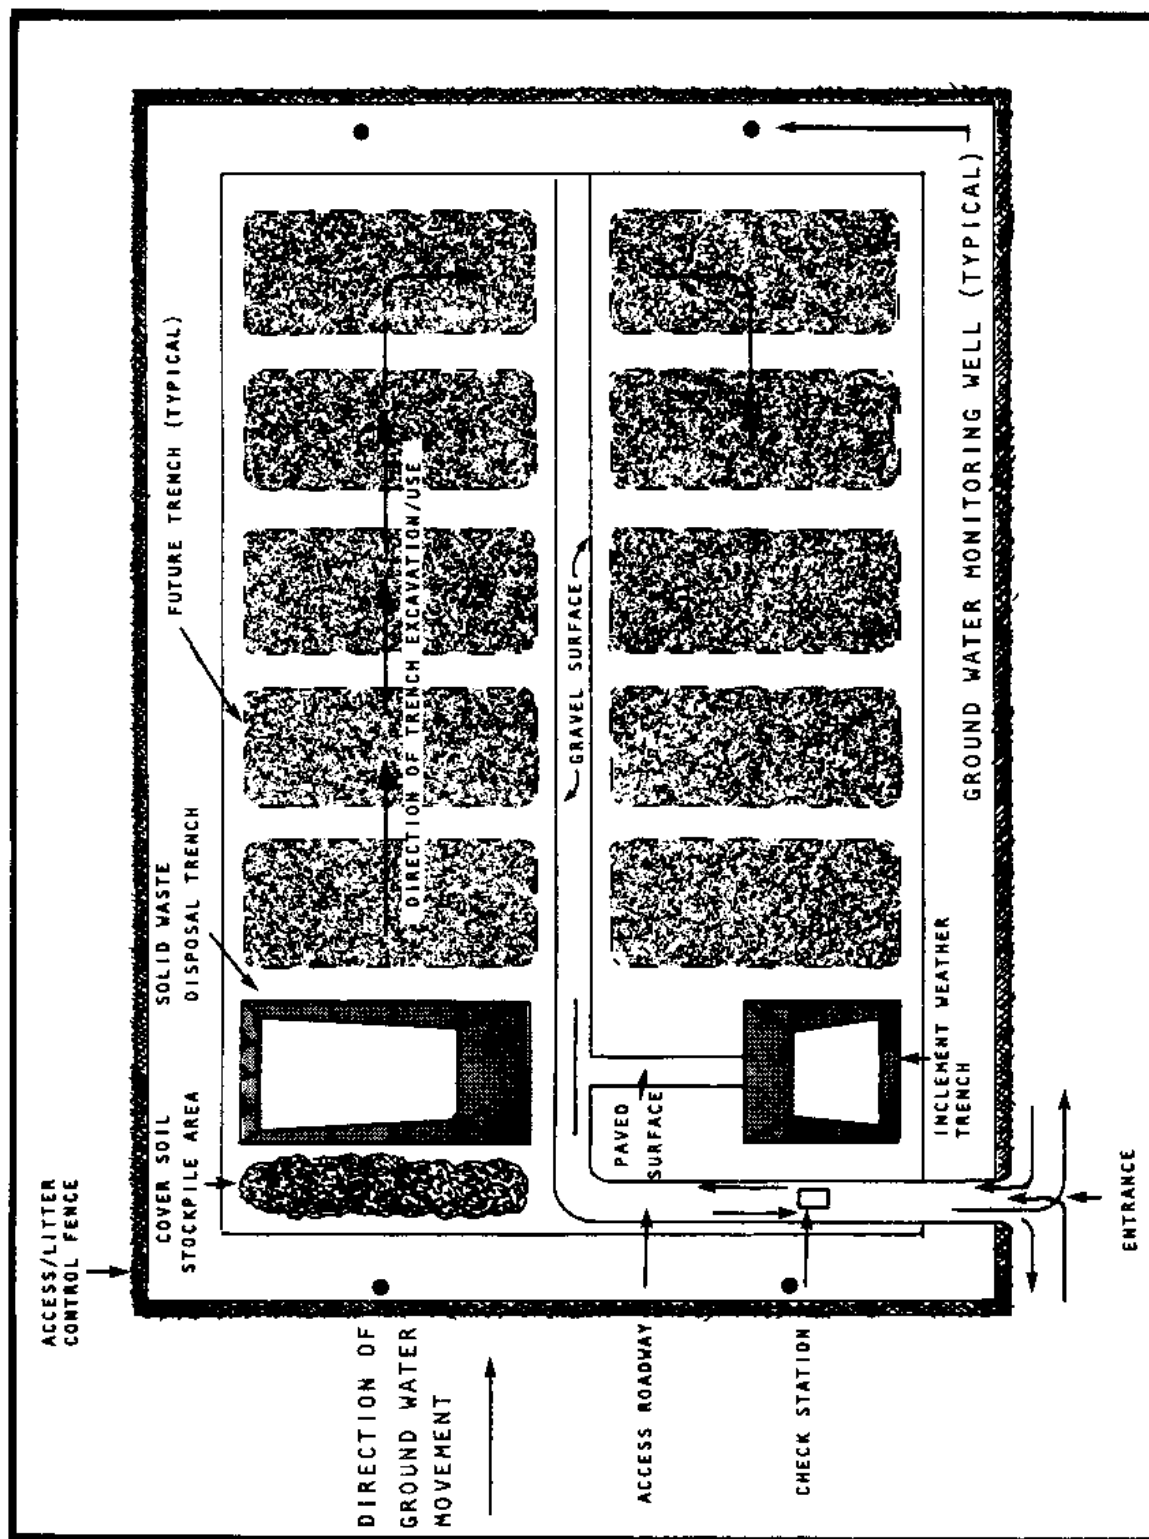 ACCESS/LITTER
CONTROL FENCE
COVER SOIL
STOCKPILE AREA
SOLID WASTE
DISPOSAL TRENCH
FUTURE TRENCH (TYPICAL)
DIRECTION OF TRENCH EXCAVATION/USE
GRAVEL SURFACE
PAVED
SURFACE
INCLEMENT WEATHER
TRENCH
GROUND WATER MONITORING WELL (TYPICAL)
DIRECTION OF
GROUND WATER
MOVEMENT
ACCESS ROADWAY
CHECK STATION
ENTRANCE